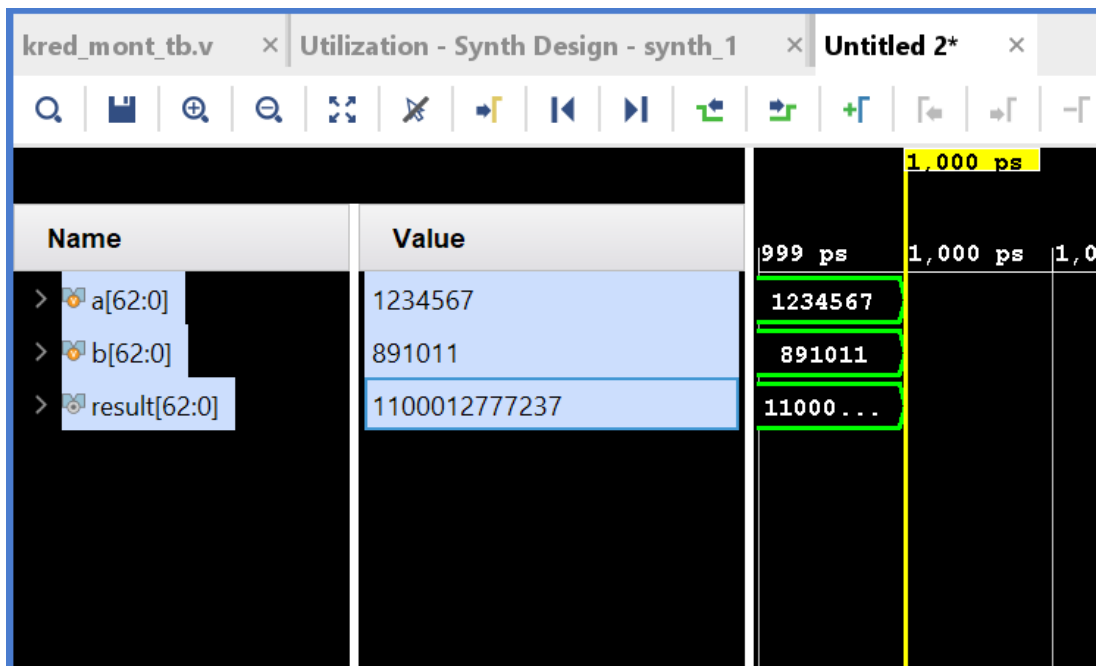 kred_mont_tb.v × Utilization - Synth Design - synth_1 × Untitled 2* ×
1,000 ps
Name Value
999 ps 1,000 ps 1,0
a[62:0] 1234567 1234567
b[62:0] 891011 891011
result[62:0] 1100012777237 11000...